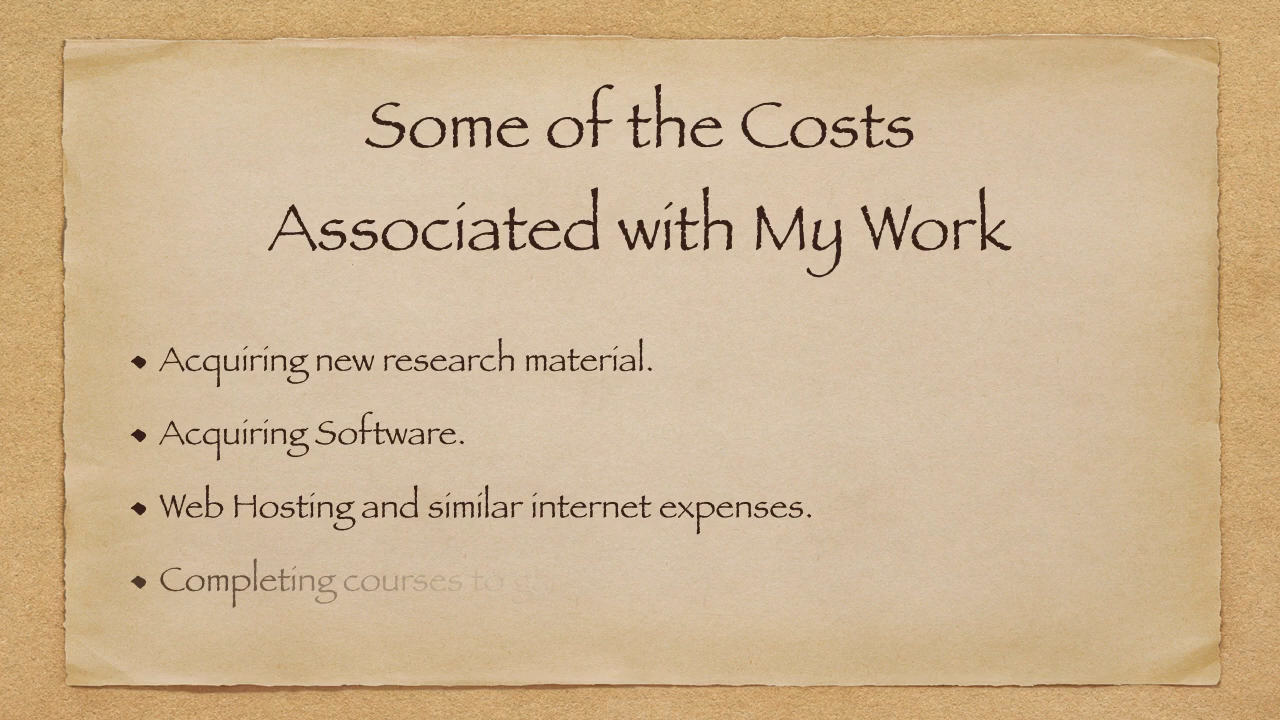 Some of the Costs
Associated with My Work
• Acquiring new research material.
• Acquiring Software.
• Web Hosting and similar internet expenses.
• Completing courses to